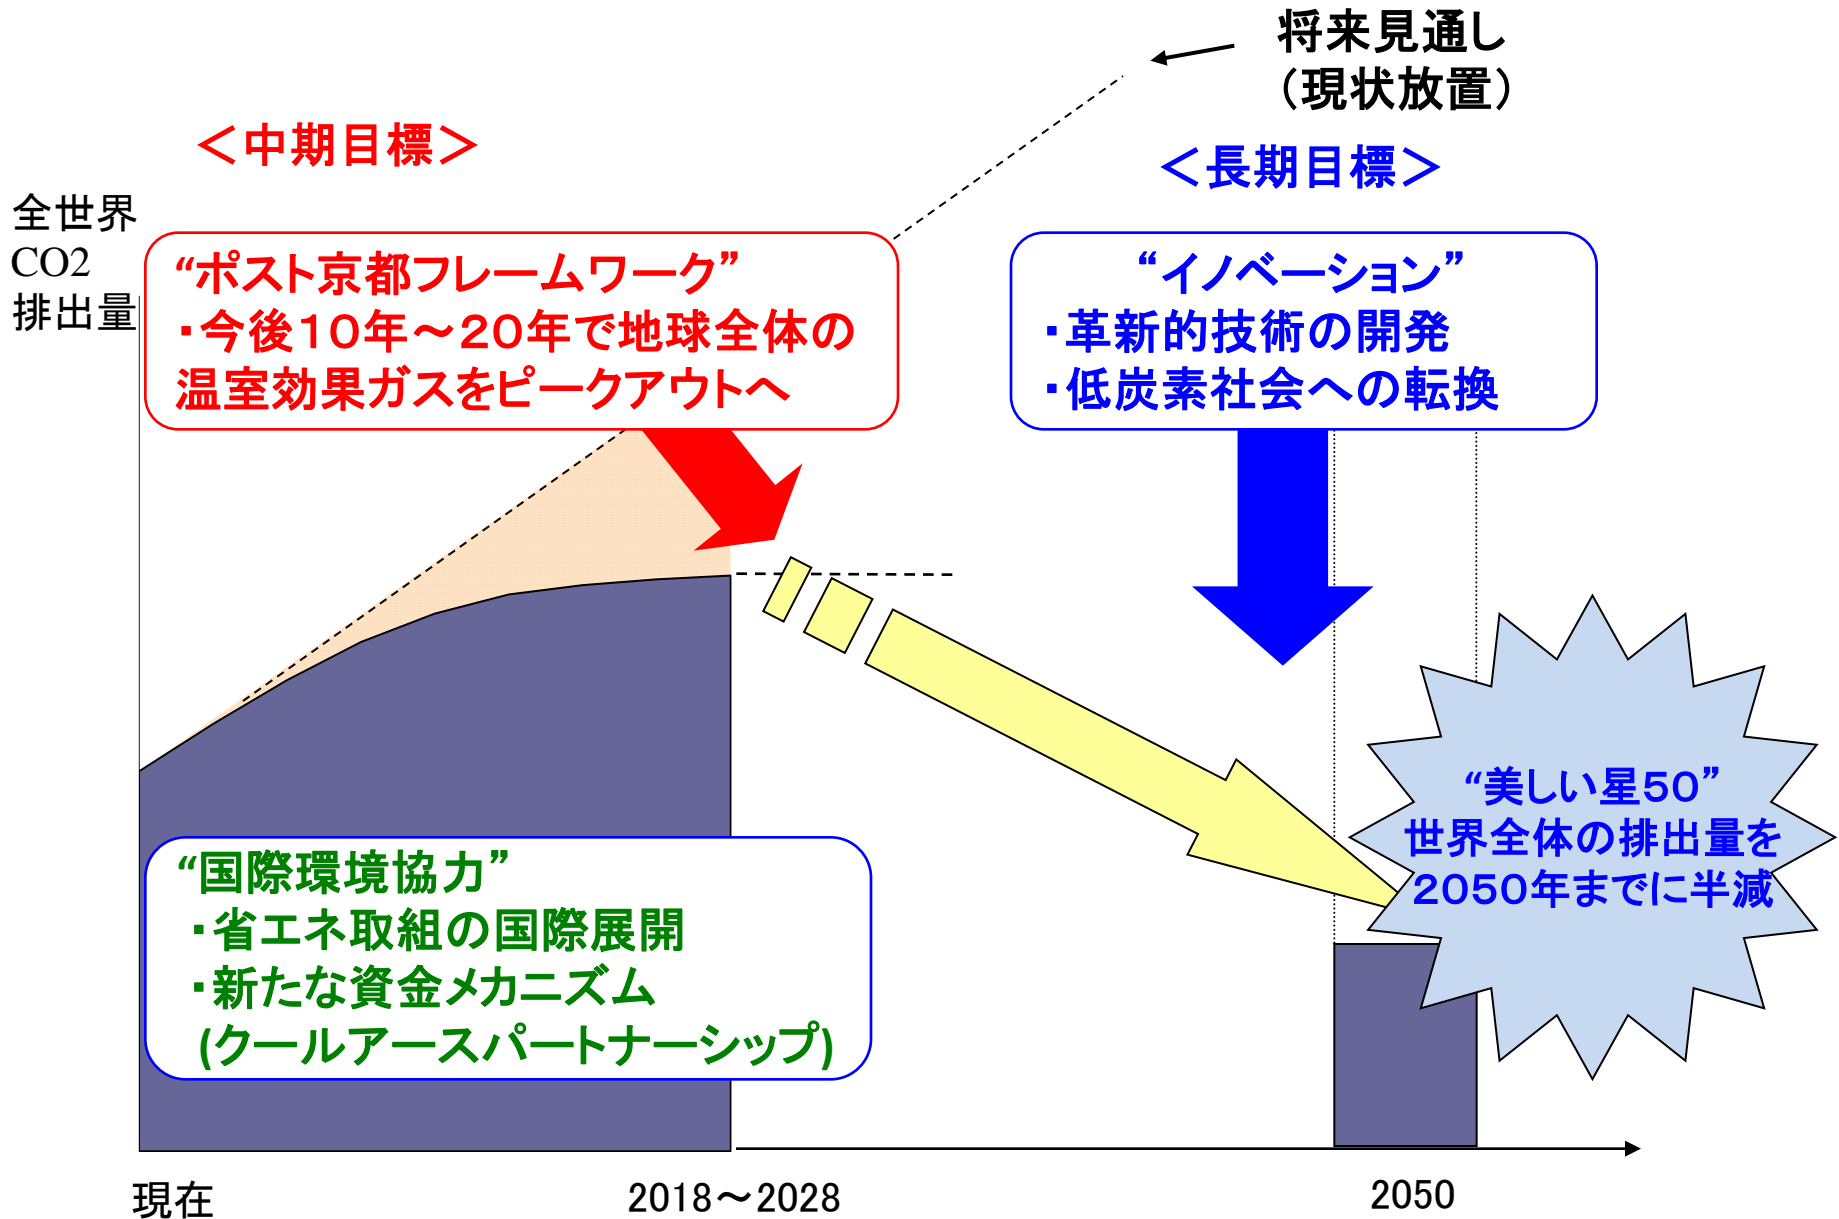 将来見通し
（現状放置）
＜中期目標＞
＜長期目標＞
全世界
CO2
排出量
“ポスト京都フレームワーク”
・今後１０年～２０年で地球全体の
温室効果ガスをピークアウトへ
“イノベーション”
・革新的技術の開発
・低炭素社会への転換
“美しい星５０”
世界全体の排出量を
２０５０年までに半減
“国際環境協力”
・省エネ取組の国際展開
・新たな資金メカニズム
(クールアースパートナーシップ)
現在
2018～2028
2050